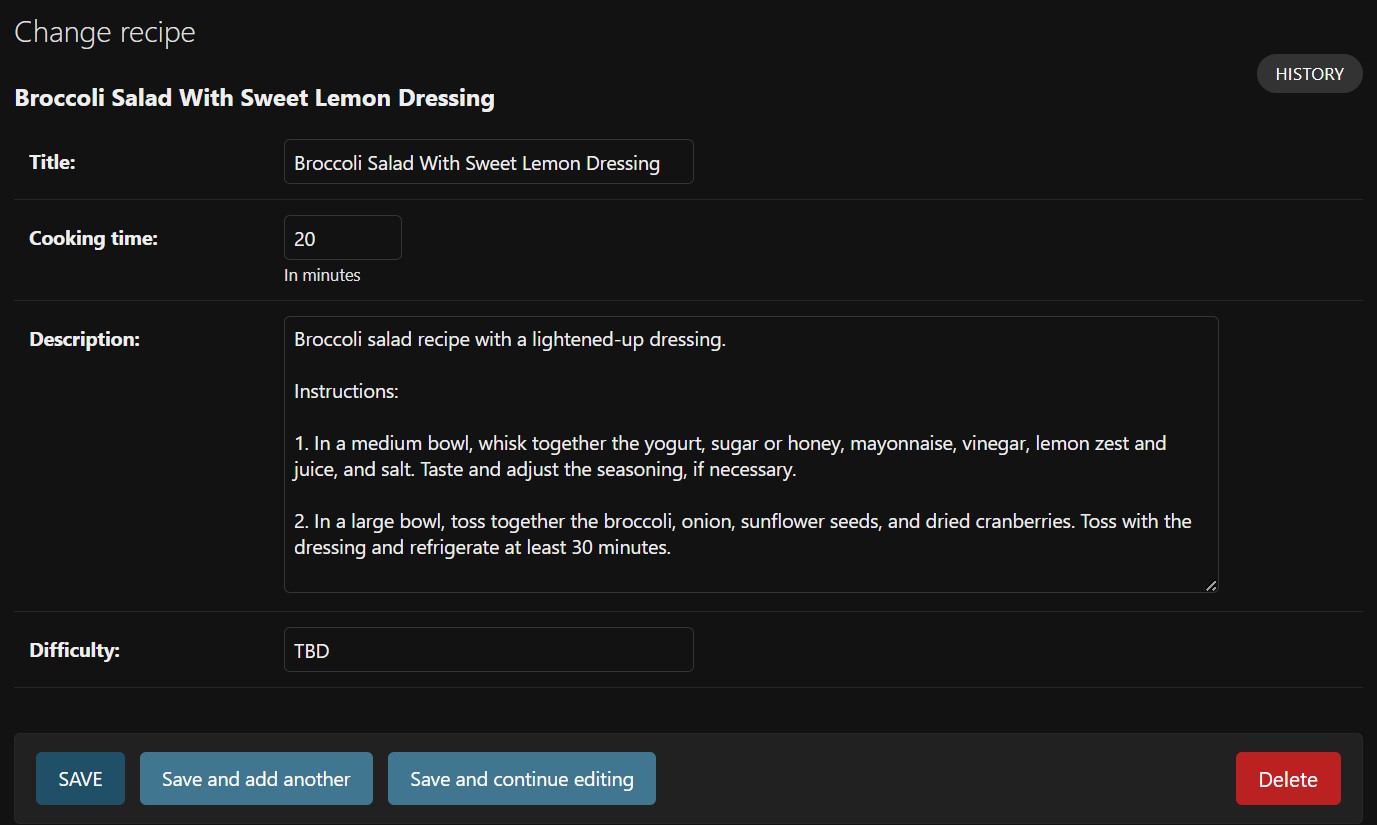 Change recipe
HISTORY
Broccoli Salad With Sweet Lemon Dressing
Title:
Broccoli Salad With Sweet Lemon Dressing
Cooking time:
20
In minutes
Description:
Broccoli salad recipe with a lightened-up dressing.
Instructions:
1. In a medium bowl, whisk together the yogurt, sugar or honey, mayonnaise, vinegar, lemon zest and
juice, and salt. Taste and adjust the seasoning, if necessary.
2. In a large bowl, toss together the broccoli, onion, sunflower seeds, and dried cranberries. Toss with the
dressing and refrigerate at least 30 minutes.
Difficulty:
TBD
SAVE
Save and add another
Save and continue editing
Delete